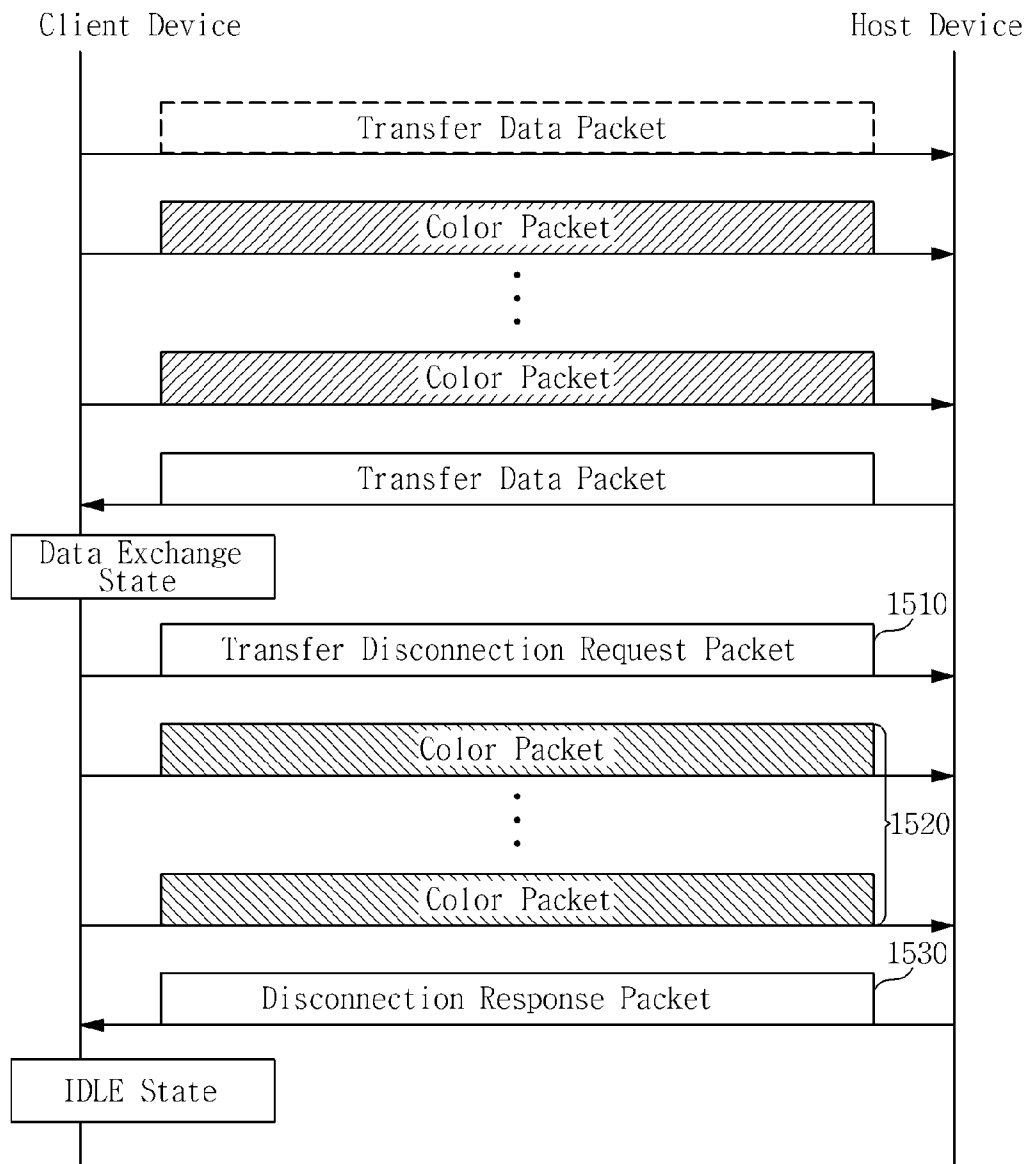 Client Device
Host Device
Transfer Data Packet
Color Packet
Color Packet
Transfer Data Packet
Data Exchange
State
1510
Transfer Disconnection Request Packet
Color Packet
1520
Color Packet
1530
Disconnection Response Packet
IDLE State